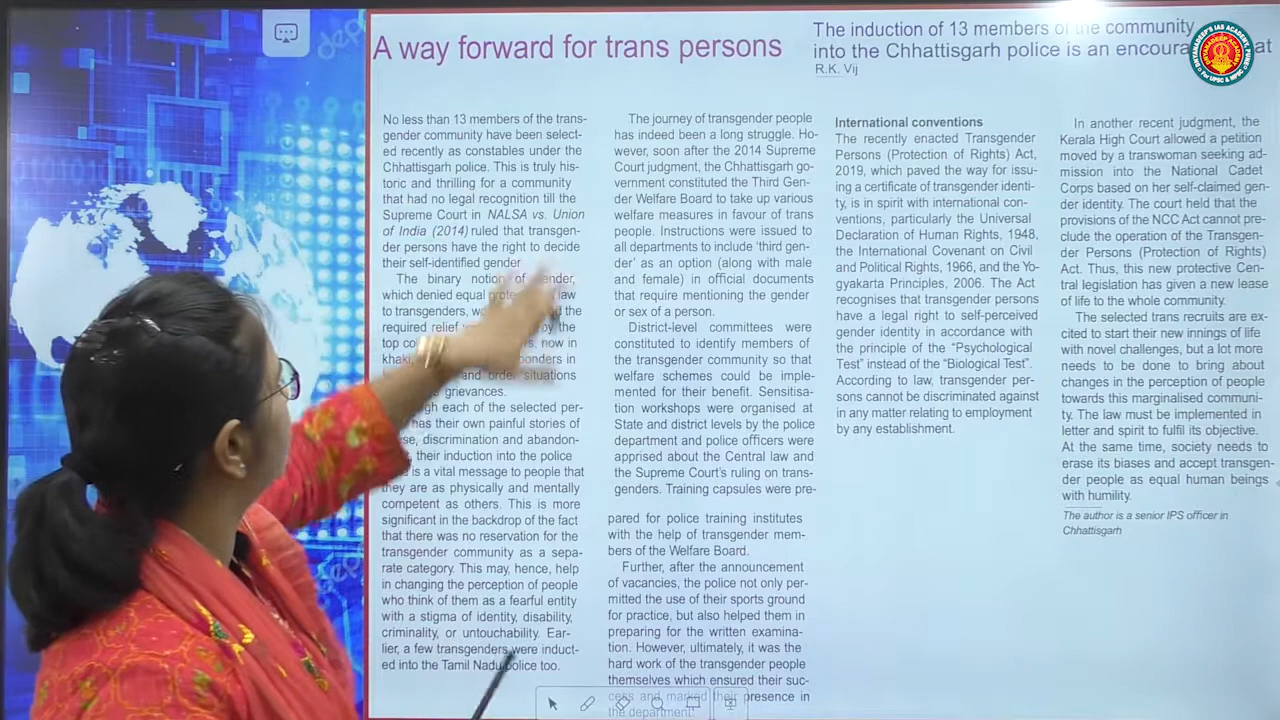 A way forward for trans persons
The induction of 13 members of the community
into the Chhattisgarh police is an
R.K. Vij
No less than 13 members of the trans-
gender community have been select-
ed recently as constables under the
Chhattisgarh police. This is truly his-
toric and thrilling for a community
that had no legal recognition till the
Supreme Court in NALSA vs. Union
of India (2014) ruled that transgen-
der persons have the right to decide
their self-identified gender
The binary notion of gender,
which denied equal law
to transgenders, the
required relief by the
top now in
khaki, in
and order situations
grievances.
each of the selected per-
has their own painful stories of
discrimination and abandon-
their induction into the police
is a vital message to people that
they are as physically and mentally
competent as others. This is more
significant in the backdrop of the fact
that there was no reservation for the
transgender community as a sepa-
rate category. This may, hence, help
in changing the perception of people
who think of them as a fearful entity
with a stigma of identity, disability,
criminality, or untouchability. Ear-
lier, a few transgenders were induct-
ed into the Tamil Nadu police too.
The journey of transgender people
has indeed been a long struggle. Ho-
wever, soon after the 2014 Supreme
Court judgment, the Chhattisgarh go-
vernment constituted the Third Gen-
der Welfare Board to take up various
welfare measures in favour of trans
people. Instructions were issued to
all departments to include ‘third gen-
der’ as an option (along with male
and female) in official documents
that require mentioning the gender
or sex of a person.
District-level committees were
constituted to identify members of
the transgender community so that
welfare schemes could be imple-
mented for their benefit. Sensitisa-
tion workshops were organised at
State and district levels by the police
department and police officers were
apprised about the Central law and
the Supreme Court’s ruling on trans-
genders. Training capsules were pre-
pared for police training institutes
with the help of transgender mem-
bers of the Welfare Board.
Further, after the announcement
of vacancies, the police not only per-
mitted the use of their sports ground
for practice, but also helped them in
preparing for the written examina-
tion. However, ultimately, it was the
hard work of the transgender people
themselves which ensured their suc-
cess and marked their presence in
the department.
International conventions
The recently enacted Transgender
Persons (Protection of Rights) Act,
2019, which paved the way for issu-
ing a certificate of transgender identi-
ty, is in spirit with international con-
ventions, particularly the Universal
Declaration of Human Rights, 1948,
the International Covenant on Civil
and Political Rights, 1966, and the Yo-
gyakarta Principles, 2006. The Act
recognises that transgender persons
have a legal right to self-perceived
gender identity in accordance with
the principle of the “Psychological
Test” instead of the “Biological Test”.
According to law, transgender per-
sons cannot be discriminated against
in any matter relating to employment
by any establishment.
In another recent judgment, the
Kerala High Court allowed a petition
moved by a transwoman seeking ad-
mission into the National Cadet
Corps based on her self-claimed gen-
der identity. The court held that the
provisions of the NCC Act cannot pre-
clude the operation of the Transgen-
der Persons (Protection of Rights)
Act. Thus, this new protective Cen-
tral legislation has given a new lease
of life to the whole community.
The selected trans recruits are ex-
cited to start their new innings of life
with novel challenges, but a lot more
needs to be done to bring about
changes in the perception of people
towards this marginalised communi-
ty. The law must be implemented in
letter and spirit to fulfil its objective.
At the same time, society needs to
erase its biases and accept transgen-
der people as equal human beings
with humility.
The author is a senior IPS officer in
Chhattisgarh
DNYANADEEP'S IAS ACADEMY, PUNE
DNYANADEEP ACADEMY
For UPSC & MPSC